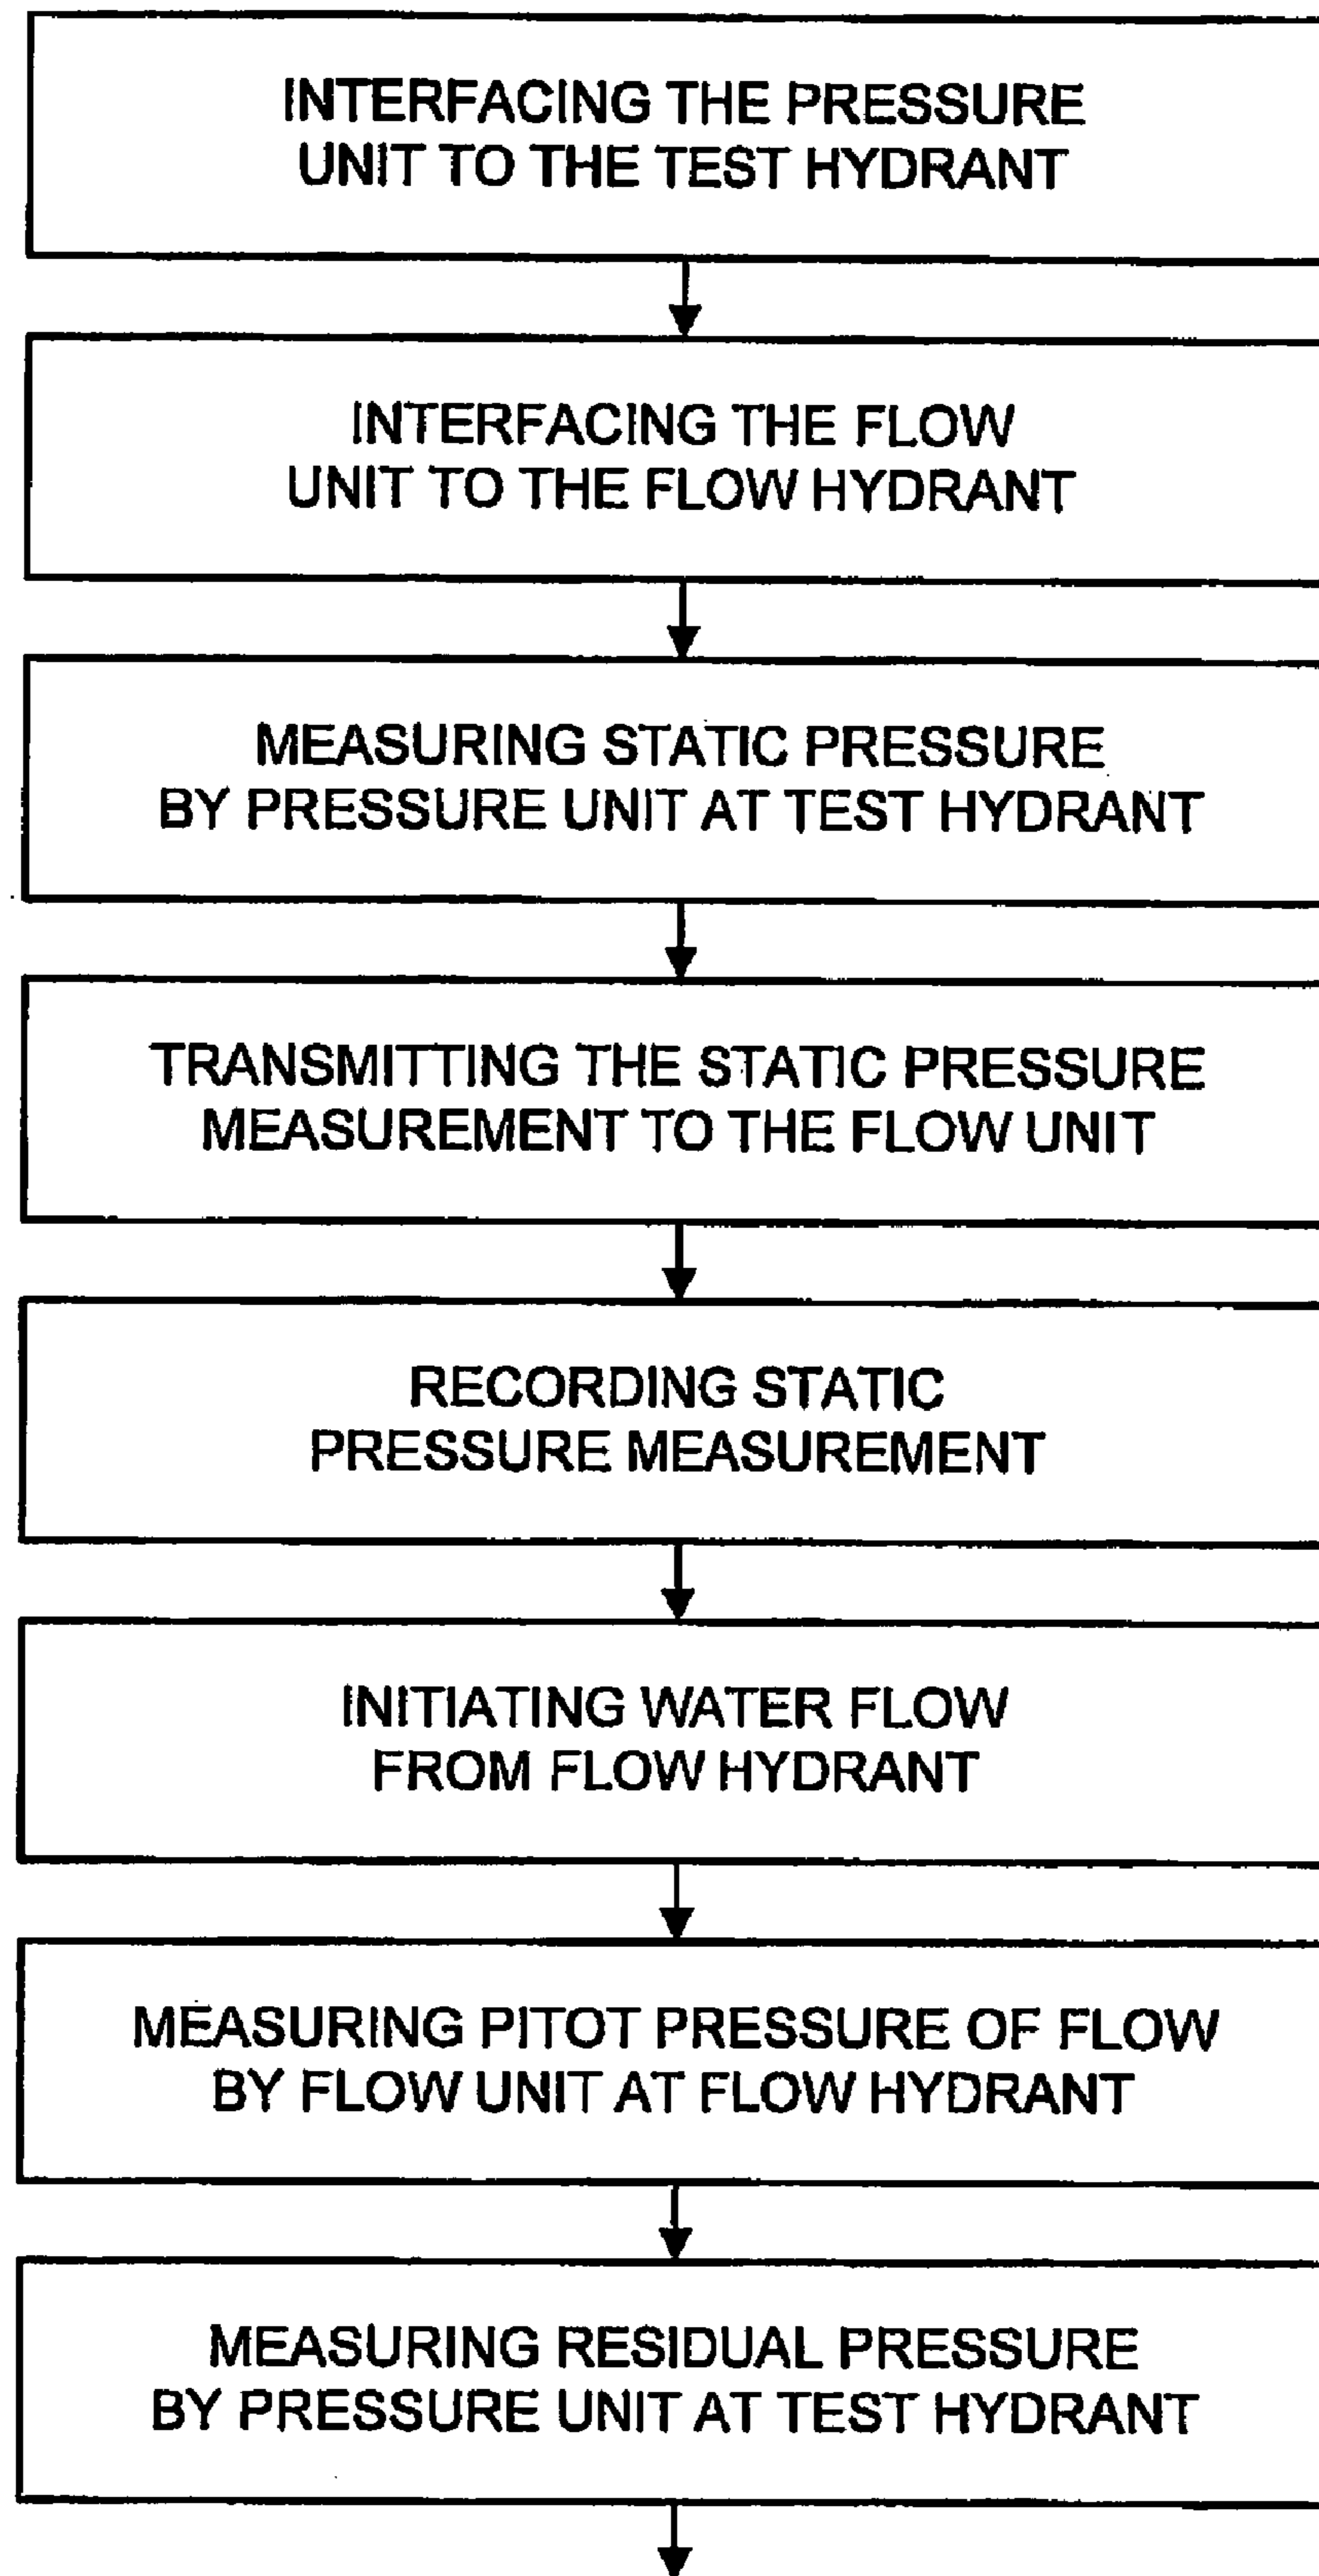 INTERFACING THE PRESSURE
UNIT TO THE TEST HYDRANT
INTERFACING THE FLOW
UNIT TO THE FLOW HYDRANT
MEASURING STATIC PRESSURE
BY PRESSURE UNIT AT TEST HYDRANT
TRANSMITTING THE STATIC PRESSURE
MEASUREMENT TO THE FLOW UNIT
RECORDING STATIC
PRESSURE MEASUREMENT
INITIATING WATER FLOW
FROM FLOW HYDRANT
MEASURING PITOT PRESSURE OF FLOW
BY FLOW UNIT AT FLOW HYDRANT
MEASURING RESIDUAL PRESSURE
BY PRESSURE UNIT AT TEST HYDRANT